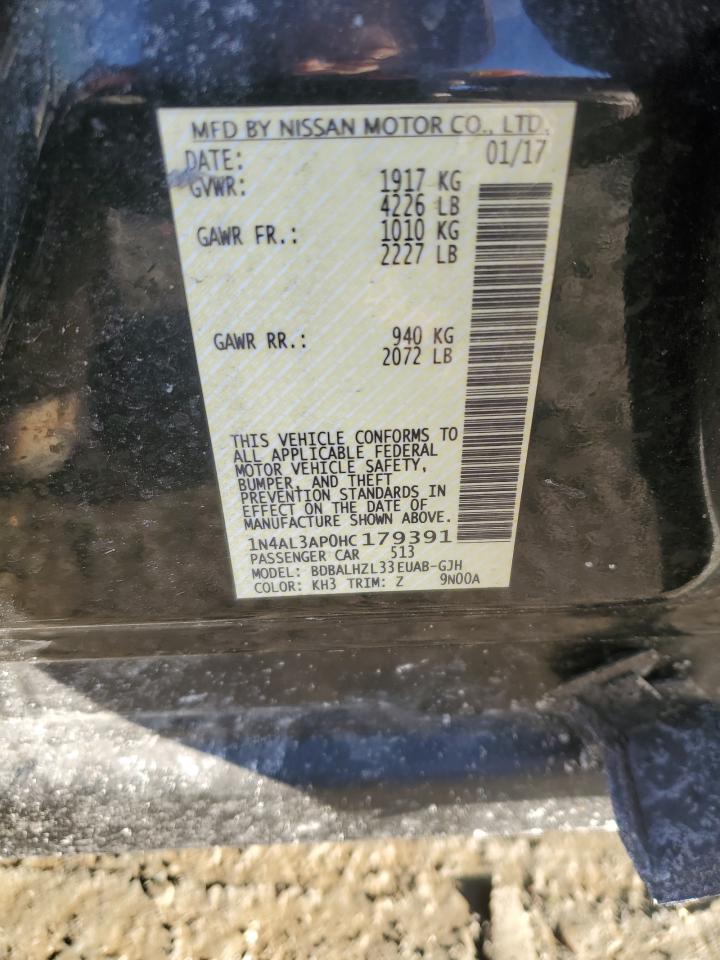 MFD BY NISSAN MOTOR CO., LTD.
DATE: 01/17
GVWR: 1917 KG
4226 LB
GAWR FR.: 1010 KG
2227 LB
GAWR RR.: 940 KG
2072 LB
THIS VEHICLE CONFORMS TO
ALL APPLICABLE FEDERAL
MOTOR VEHICLE SAFETY,
BUMPER, AND THEFT
PREVENTION STANDARDS IN
EFFECT ON THE DATE OF
MANUFACTURE SHOWN ABOVE.
1N4AL3AP0HC179391
PASSENGER CAR 513
MODEL: BDBALHZL33EUAB-GJH
COLOR: KH3 TRIM: Z 9N00A